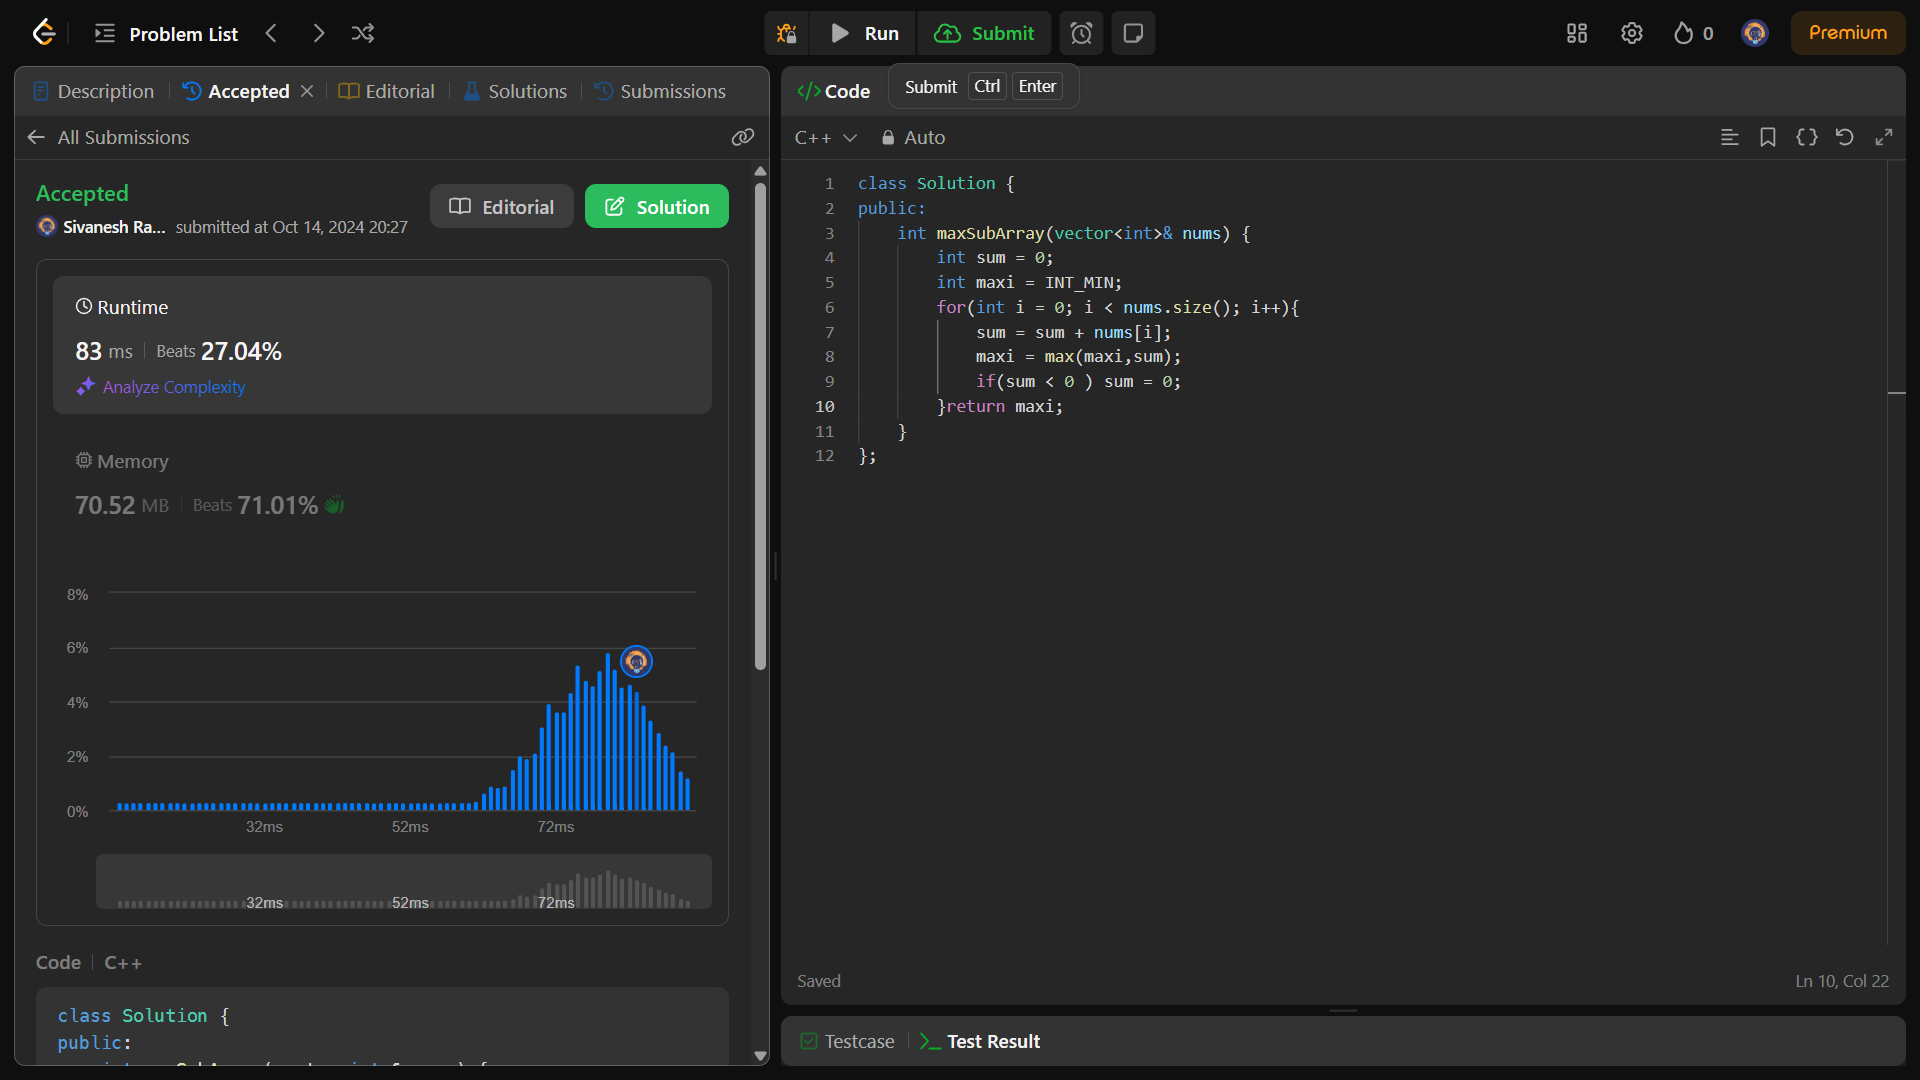 Problem List
Run
Submit
0
Premium
Description
Accepted
Editorial
Solutions
Submissions
All Submissions
Accepted
Sivanesh Ra... submitted at Oct 14, 2024 20:27
Editorial
Solution
Runtime
83 ms Beats 27.04%
Analyze Complexity
Memory
70.52 MB Beats 71.01%
8%
6%
4%
2%
0%
32ms 52ms 72ms
32ms 52ms 72ms
Code C++
class Solution {
public:
</> Code
Submit Ctrl Enter
C++ Auto
1 class Solution {
2 public:
3 int maxSubArray(vector<int>& nums) {
4 int sum = 0;
5 int maxi = INT_MIN;
6 for(int i = 0; i < nums.size(); i++){
7 sum = sum + nums[i];
8 maxi = max(maxi,sum);
9 if(sum < 0 ) sum = 0;
10 }return maxi;
11 }
12 };
Saved
Ln 10, Col 22
Testcase
Test Result